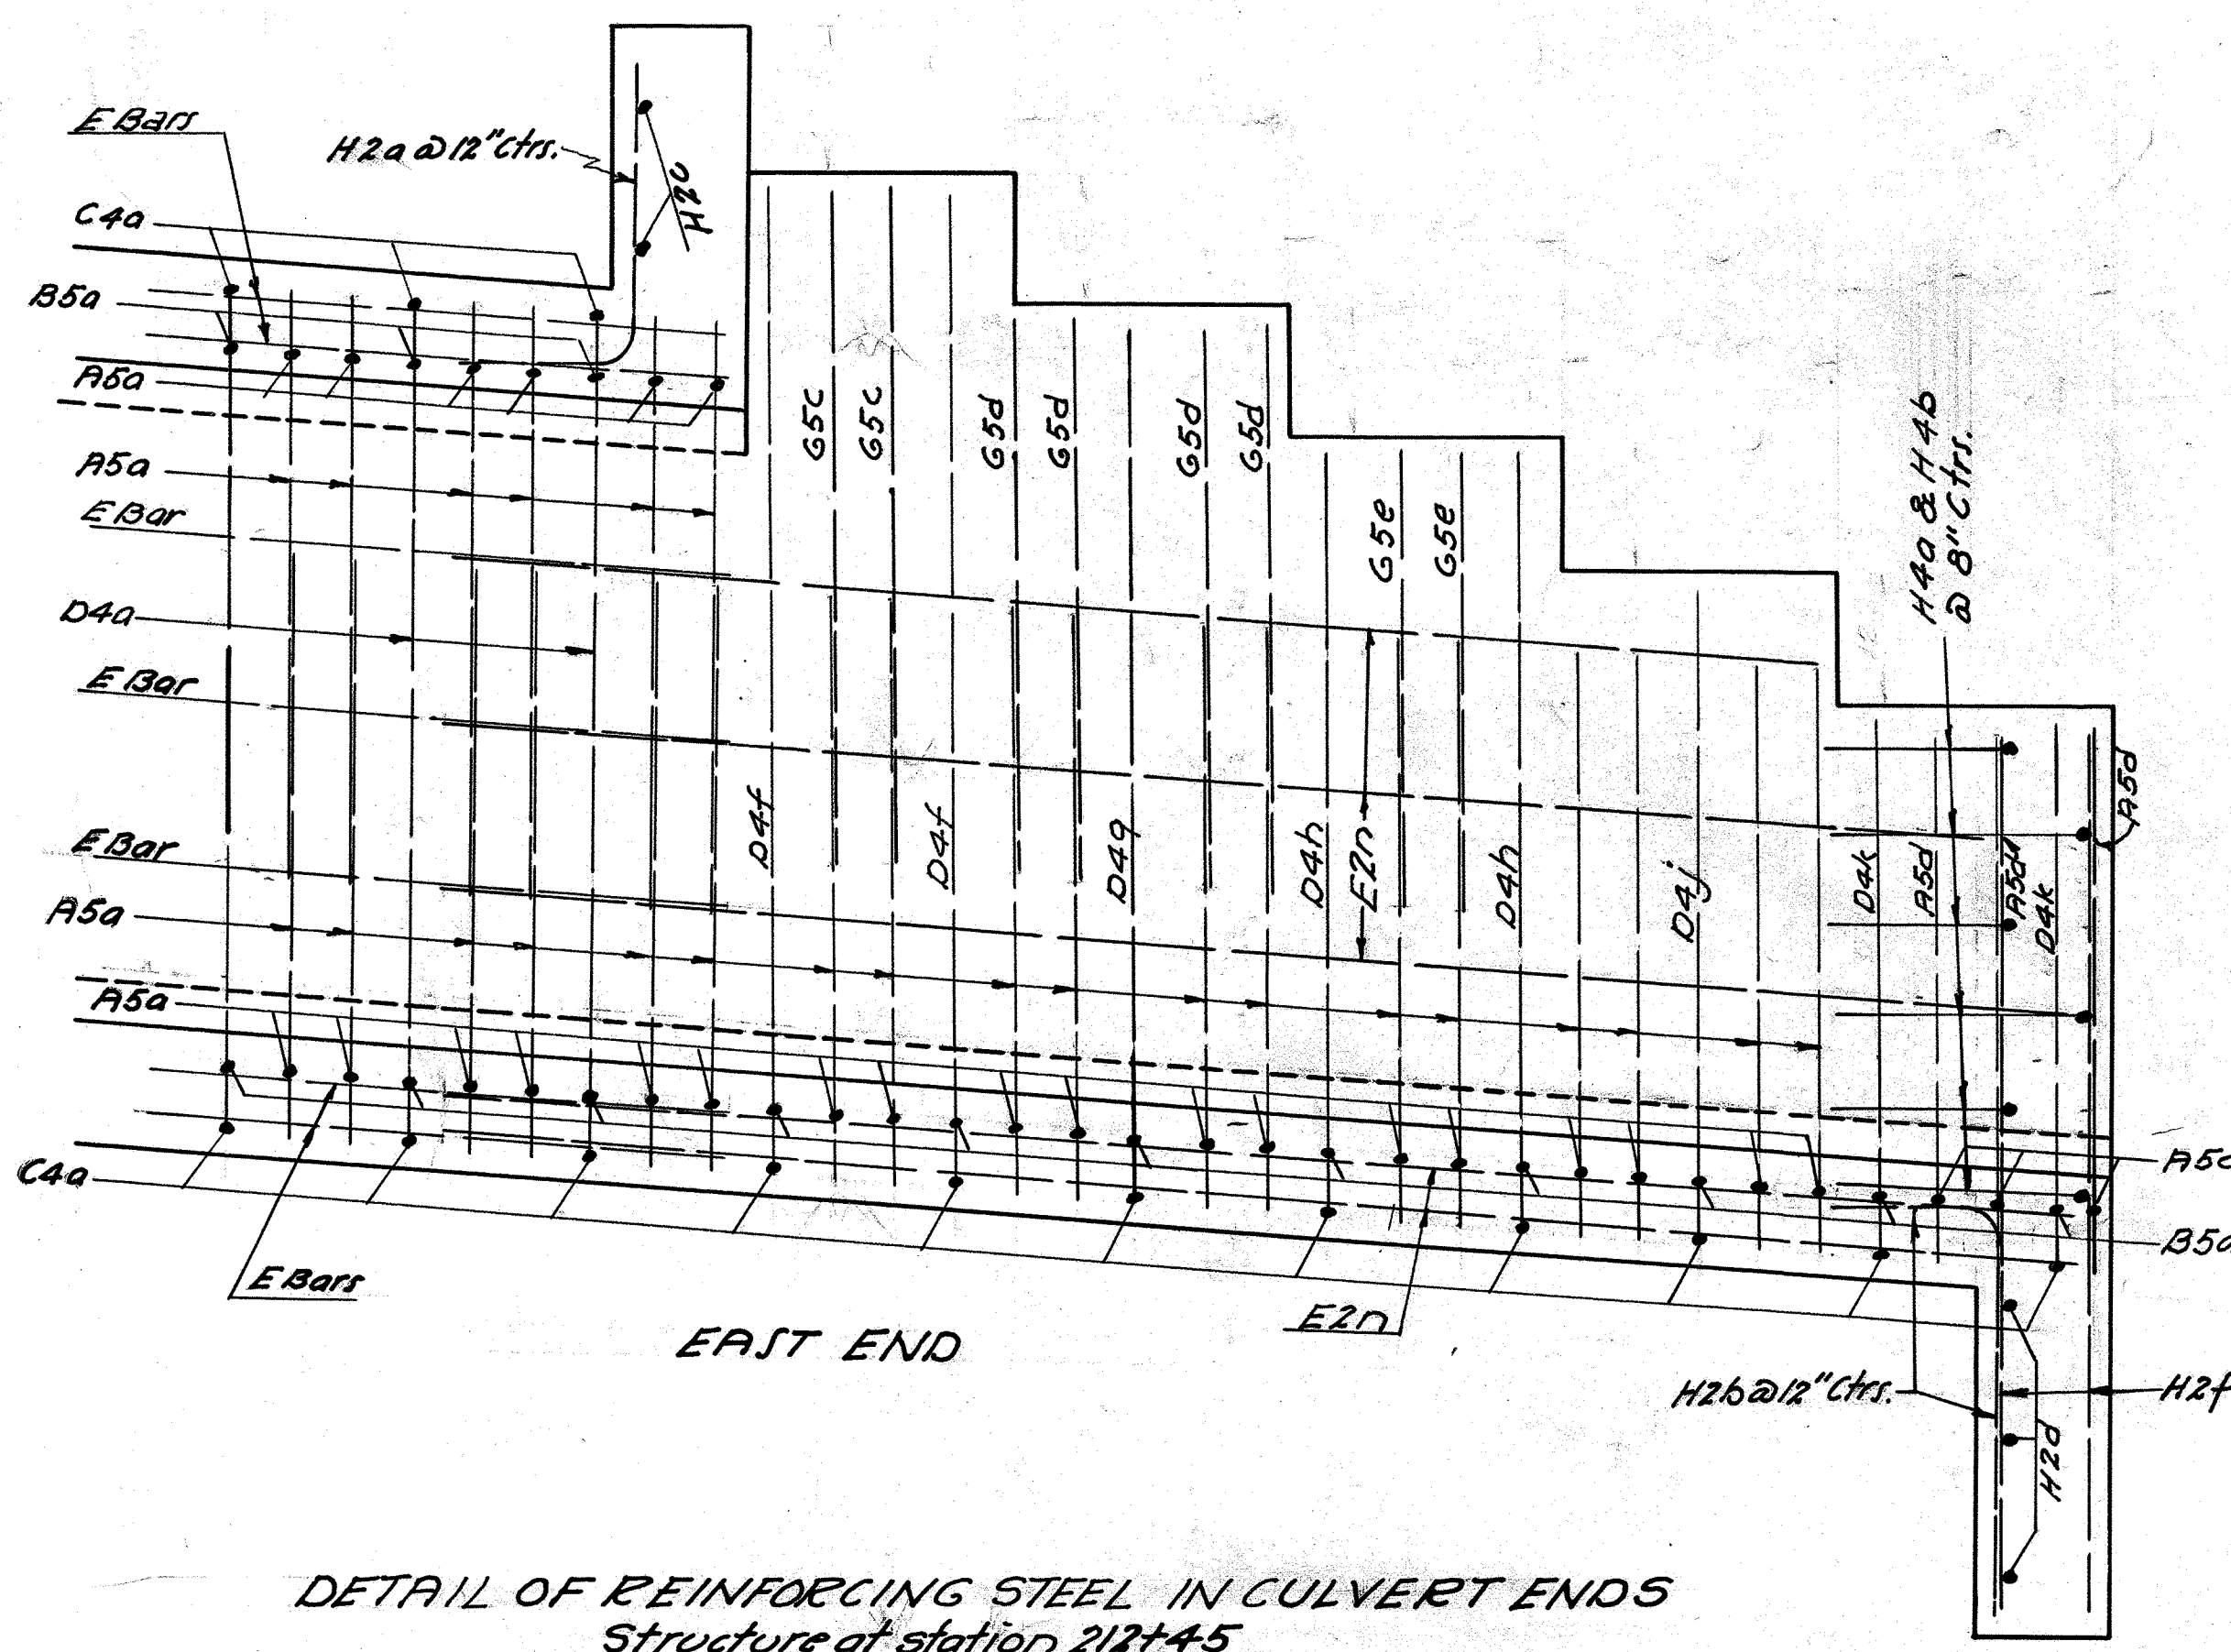 E Bars
H2a @ 12" Ctrs.
H2c
C4a
B5a
A5a
A5a
E Bar
D4a
E Bar
E Bar
A5a
A5a
C4a
E Bars
G5c
G5c
G5d
G5d
G5d
G5d
G5e
G5e
H4a & H4b
@ 8" Ctrs.
D4f
D4f
D4g
D4h
E2n
D4h
D4j
D4k
A5d
A5d
D4k
A5d
B5a
E2n
EAST END
H2b @ 12" Ctrs.
H2f
H2d
DETAIL OF REINFORCING STEEL IN CULVERT ENDS
Structure at station 212+45